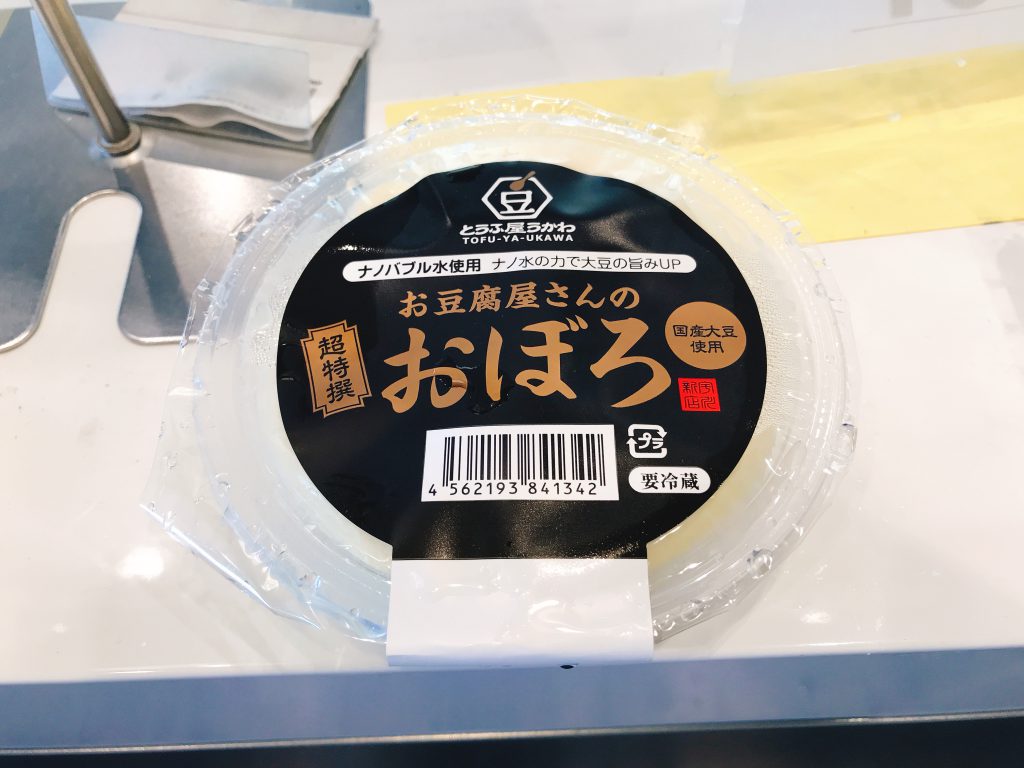 豆
とうふ屋うかわ
TOFU-YA-UKAWA
ナノバブル水使用 ナノ水の力で大豆の旨みUP
お豆腐屋さんの
おぼろ
超特撰
国産大豆
使用
プラ
要冷蔵
4 562193 841342